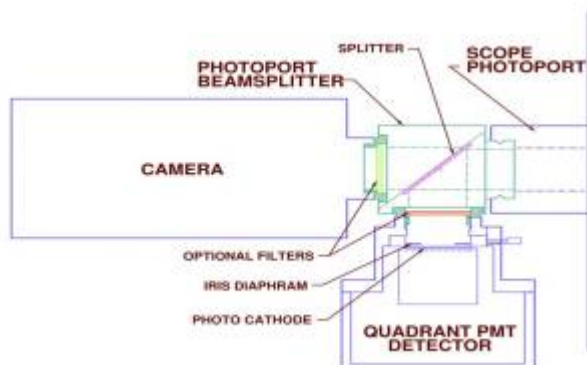 SPLITTER
SCOPE
PHOTOPORT
PHOTOPORT
BEAMSPLITTER
CAMERA
OPTIONAL FILTERS
IRIS DIAPHRAM
PHOTO CATHODE
QUADRANT PMT
DETECTOR